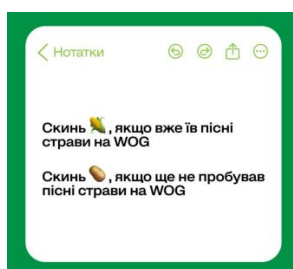 Нотатки
Скинь 🌽, якщо вже їв пісні
страви на WOG
Скинь 🥔, якщо ще не пробував
пісні страви на WOG